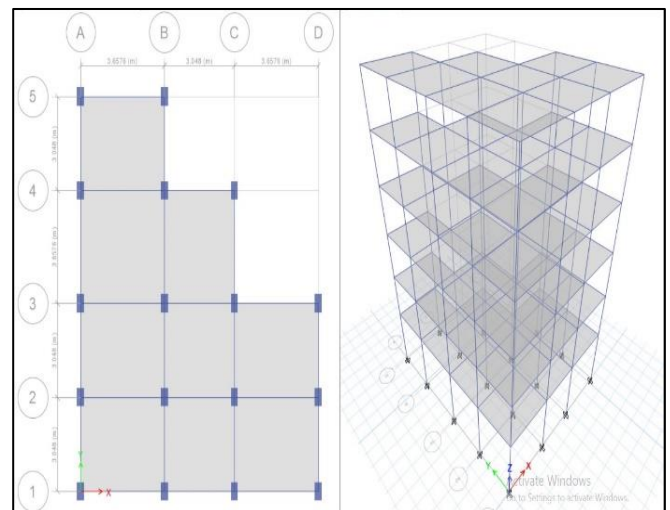 A B C D
3.6576 (m) 3.048 (m) 3.6576 (m)
5
3.048 (m)
4
3.6576 (m)
3
3.048 (m)
2
3.048 (m)
1
Y
X
Z
Y X
Activate Windows
Go to Settings to activate Windows.